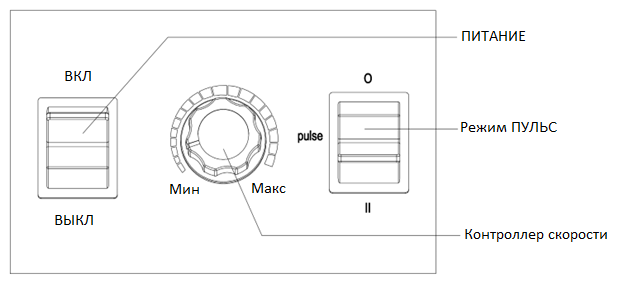 ПИТАНИЕ
ВКЛ
O
pulse
Режим ПУЛЬС
Мин
Макс
ВЫКЛ
II
Контроллер скорости